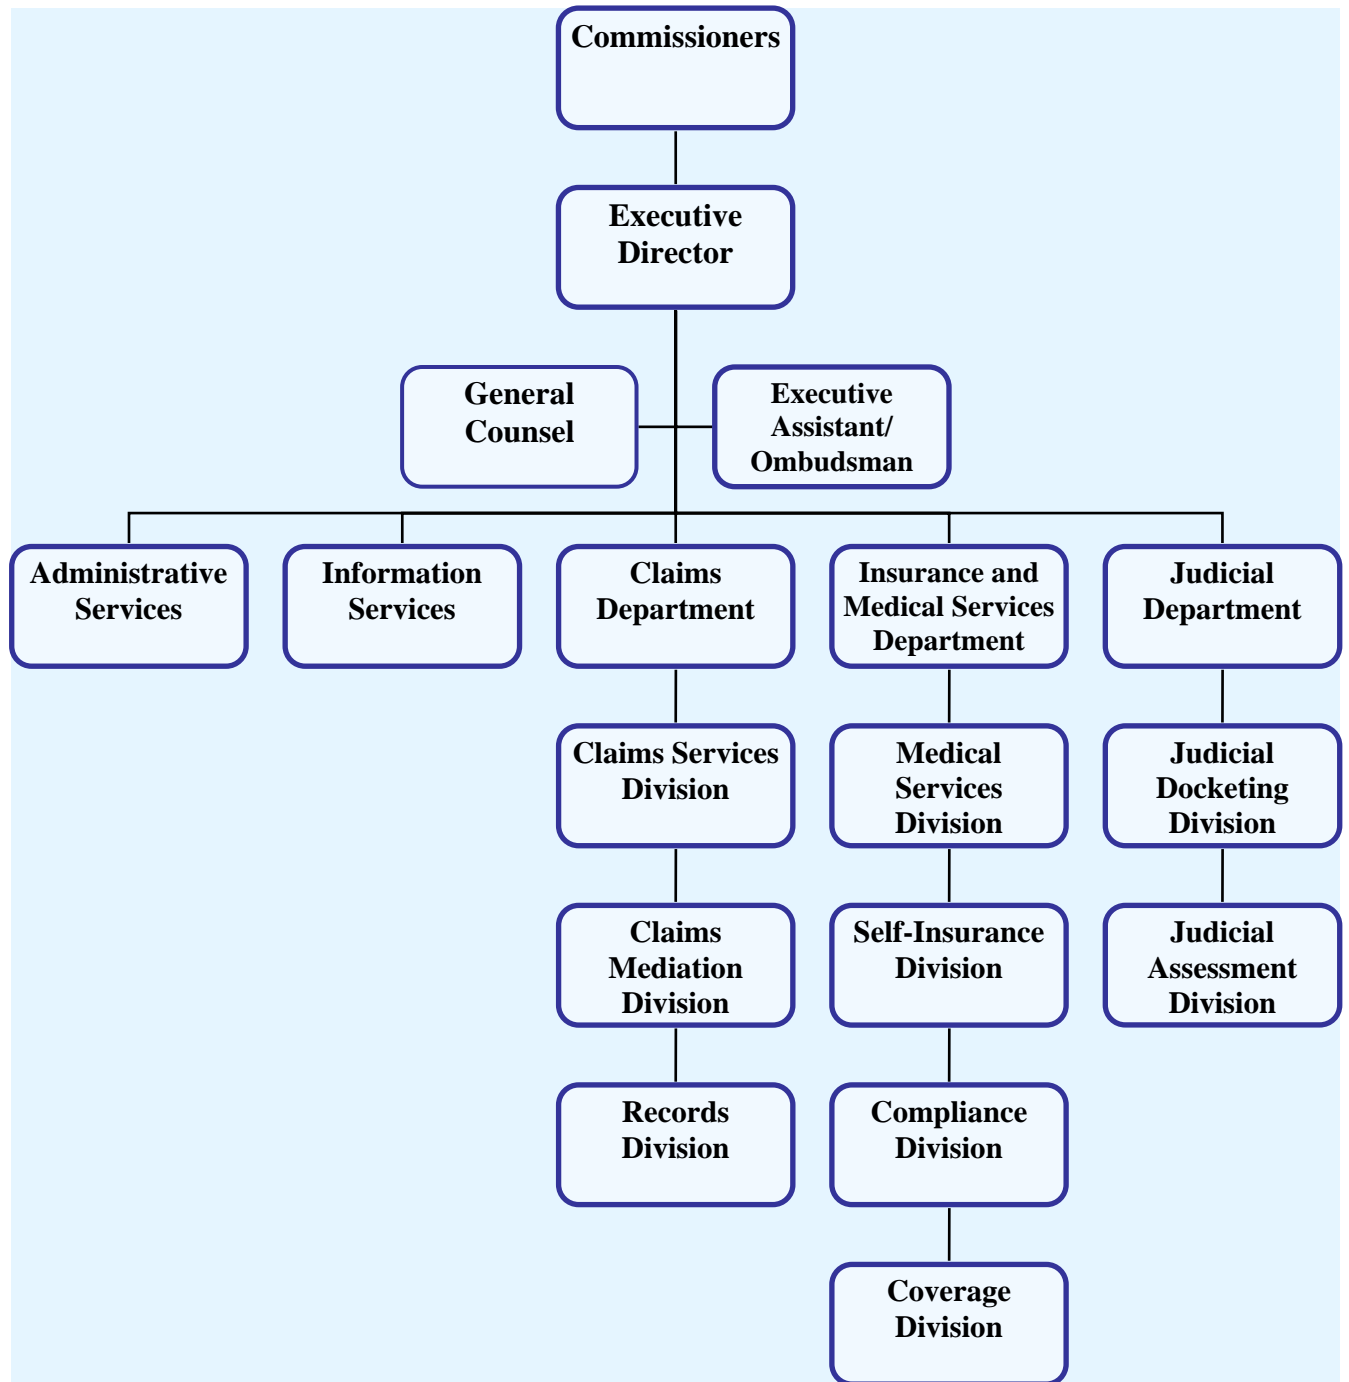 Commissioners
Executive
Director
General
Counsel
Executive
Assistant/
Ombudsman
Administrative
Services
Information
Services
Claims
Department
Insurance and
Medical Services
Department
Judicial
Department
Claims Services
Division
Medical
Services
Division
Judicial
Docketing
Division
Claims
Mediation
Division
Self-Insurance
Division
Judicial
Assessment
Division
Records
Division
Compliance
Division
Coverage
Division